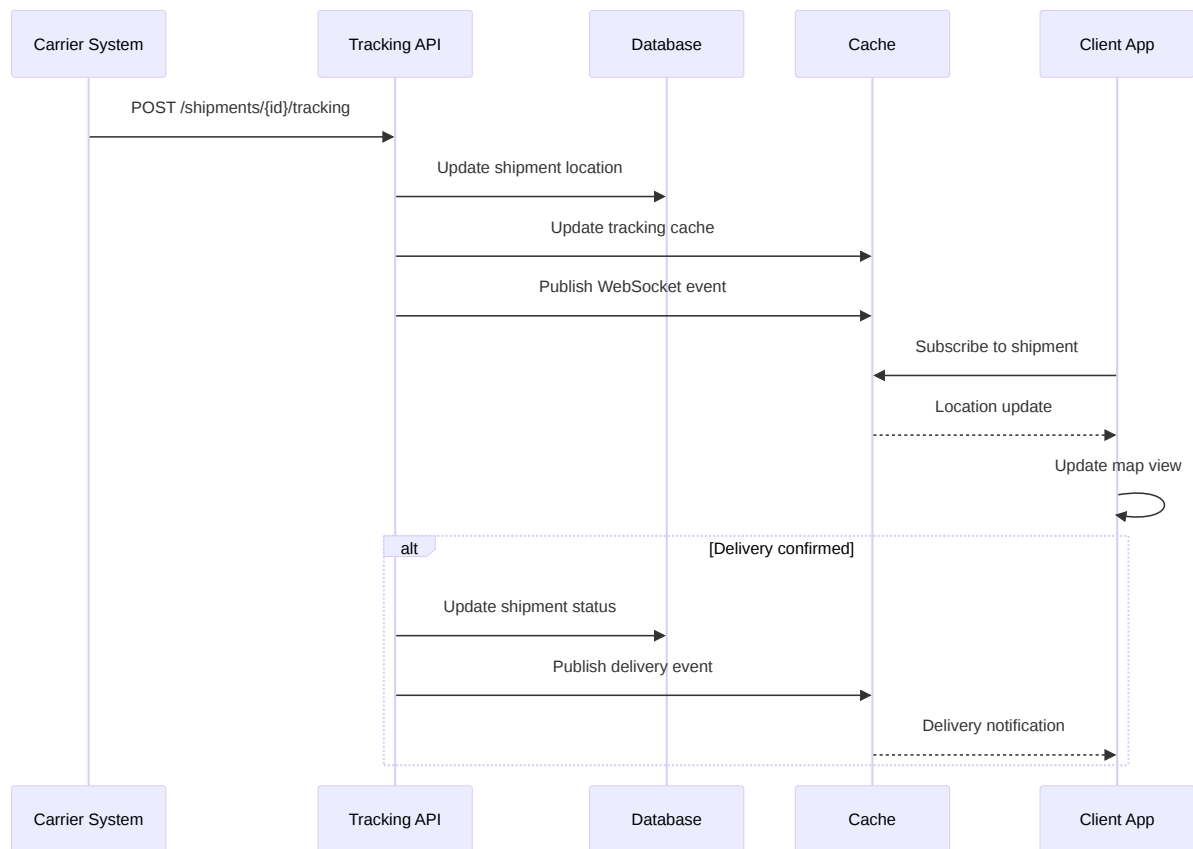 Carrier System
Tracking API
Database
Cache
Client App
POST /shipments/{id}/tracking
Update shipment location
Update tracking cache
Publish WebSocket event
Subscribe to shipment
Location update
Update map view
alt
[Delivery confirmed]
Update shipment status
Publish delivery event
Delivery notification
Carrier System
Tracking API
Database
Cache
Client App